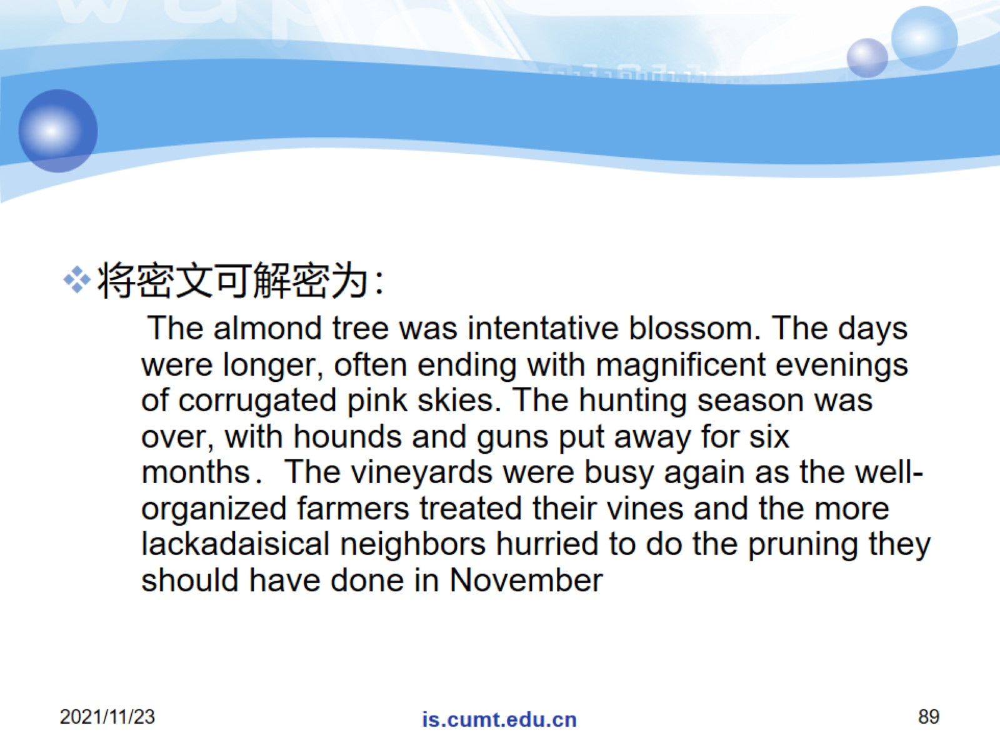 将密文可解密为：
The almond tree was intentative blossom. The days
were longer, often ending with magnificent evenings
of corrugated pink skies. The hunting season was
over, with hounds and guns put away for six
months．The vineyards were busy again as the well-
organized farmers treated their vines and the more
lackadaisical neighbors hurried to do the pruning they
should have done in November
2021/11/23
is.cumt.edu.cn
89